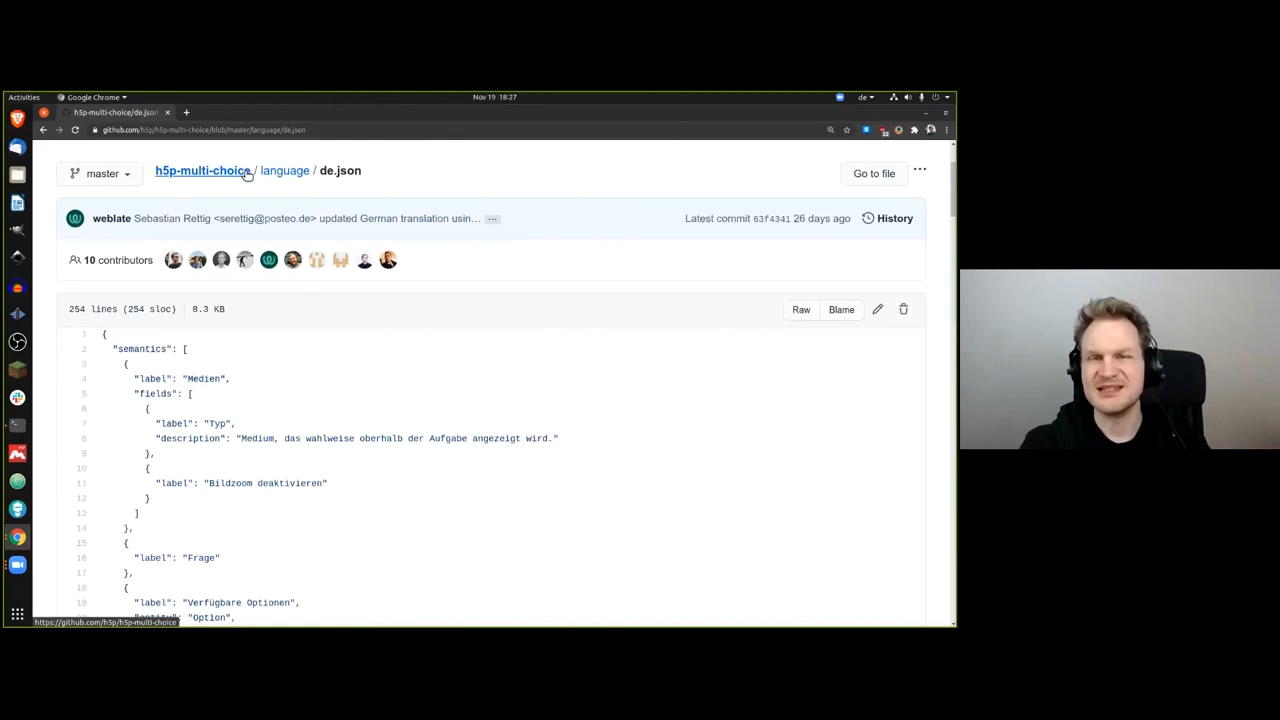 Activities
Google Chrome
Nov 19 18:27
de
h5p-multi-choice/de.json
github.com/h5p/h5p-multi-choice/blob/master/language/de.json
22
master
h5p-multi-choice / language / de.json
Go to file
weblate Sebastian Rettig <serettig@posteo.de> updated German translation usin…
Latest commit 63f4341 26 days ago
History
10 contributors
254 lines (254 sloc) 8.3 KB
Raw
Blame
1 {
2 "semantics": [
3 {
4 "label": "Medien",
5 "fields": [
6 {
7 "label": "Typ",
8 "description": "Medium, das wahlweise oberhalb der Aufgabe angezeigt wird."
9 },
10 {
11 "label": "Bildzoom deaktivieren"
12 }
13 ]
14 },
15 {
16 "label": "Frage"
17 },
18 {
19 "label": "Verfügbare Optionen",
"entity": "Option",
https://github.com/h5p/h5p-multi-choice